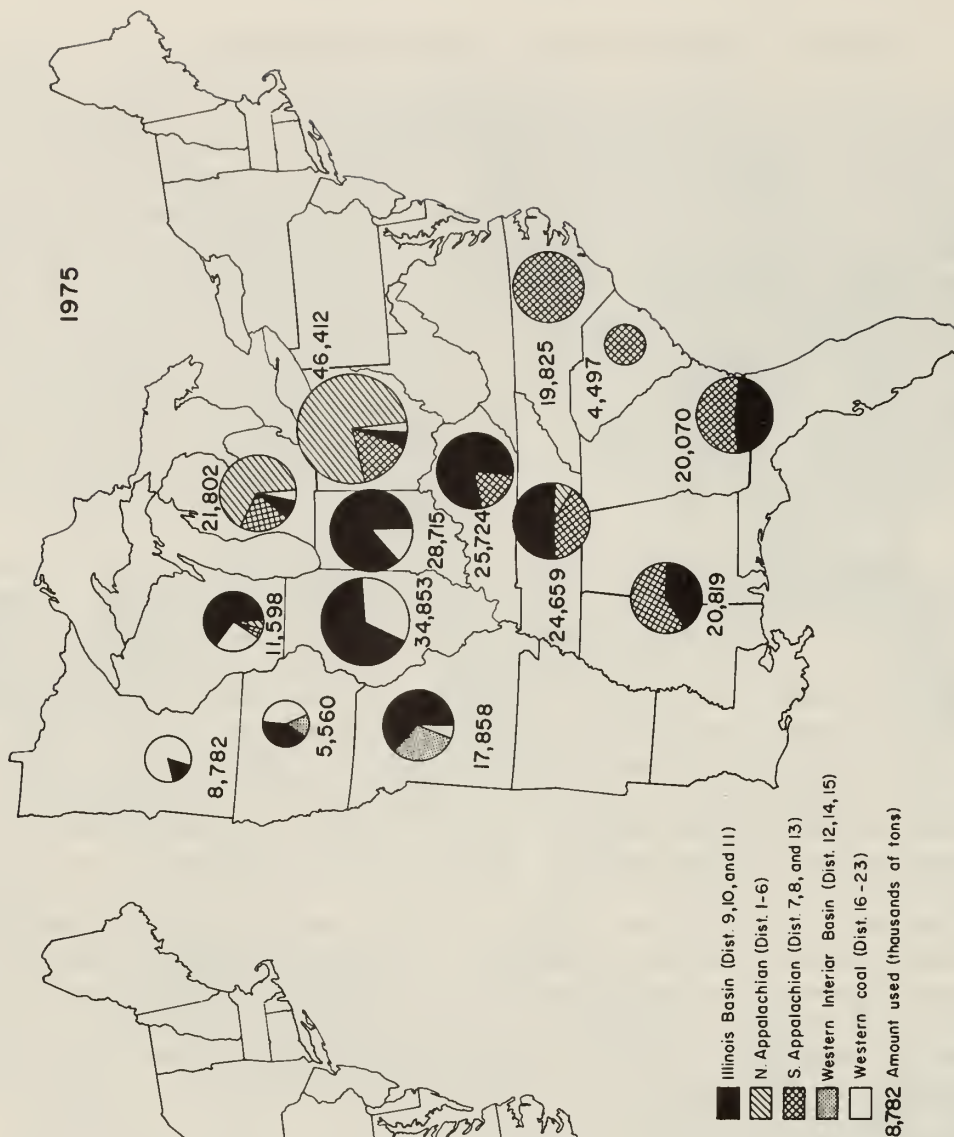 1975
46,412
21,802
19,825
4,497
28,715
25,724
20,070
11,598
34,853
24,659
20,819
8,782
5,560
17,858
Illinois Basin (Dist. 9,10, and 11)
N. Appalachian (Dist. 1-6)
S. Appalachian (Dist. 7,8, and 13)
Western Interior Basin (Dist. 12,14,15)
Western coal (Dist. 16-23)
8,782 Amount used (thousands of tons)